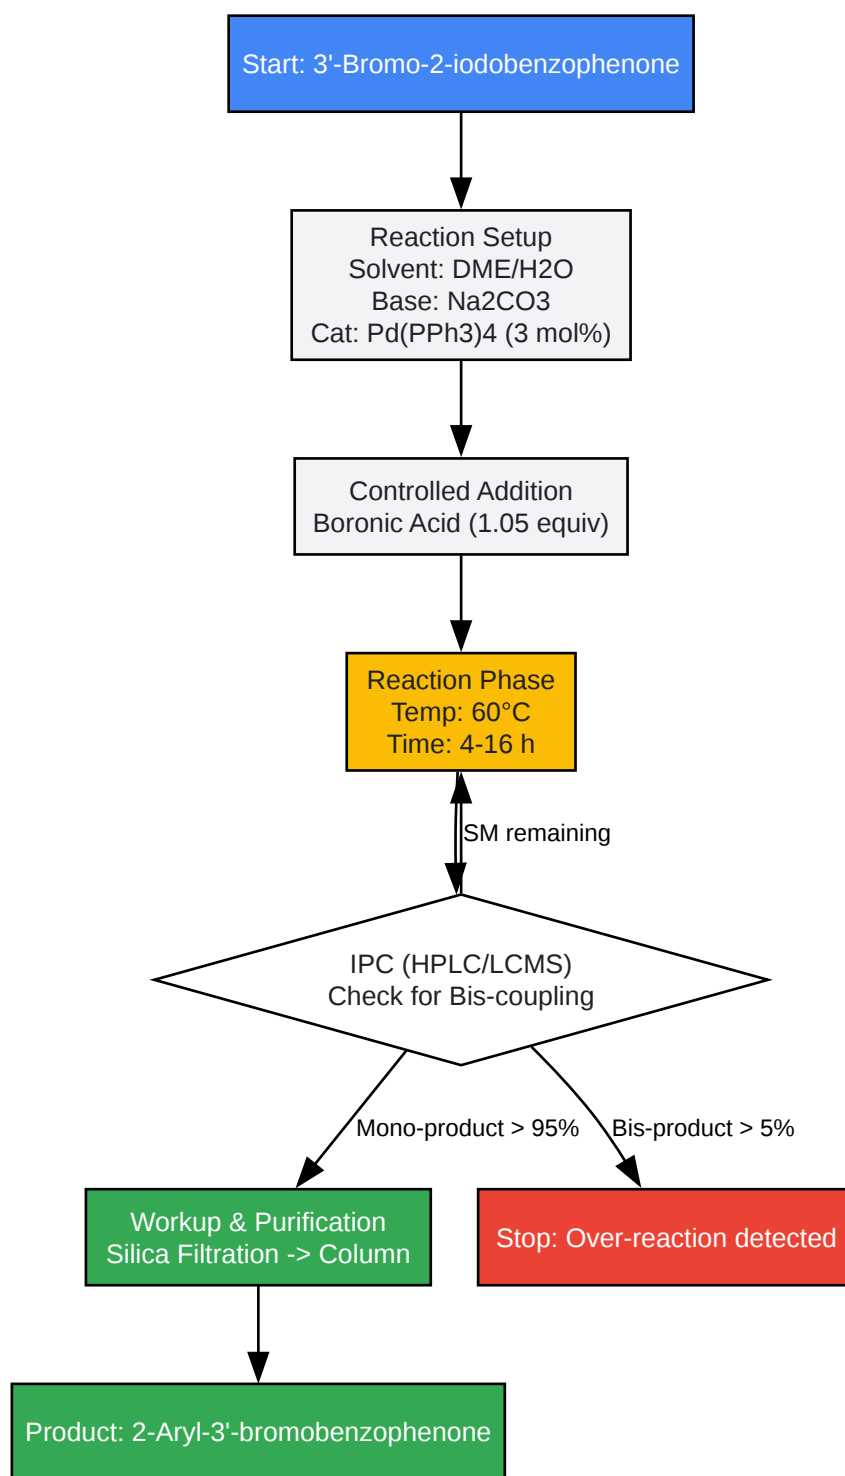 Start: 3'-Bromo-2-iodobenzophenone
Reaction Setup
Solvent: DME/H2O
Base: Na2CO3
Cat: Pd(PPh3)4 (3 mol%)
Controlled Addition
Boronic Acid (1.05 equiv)
Reaction Phase
Temp: 60°C
Time: 4-16 h
SM remaining
IPC (HPLC/LCMS)
Check for Bis-coupling
Mono-product > 95%
Bis-product > 5%
Workup & Purification
Silica Filtration -> Column
Stop: Over-reaction detected
Product: 2-Aryl-3'-bromobenzophenone